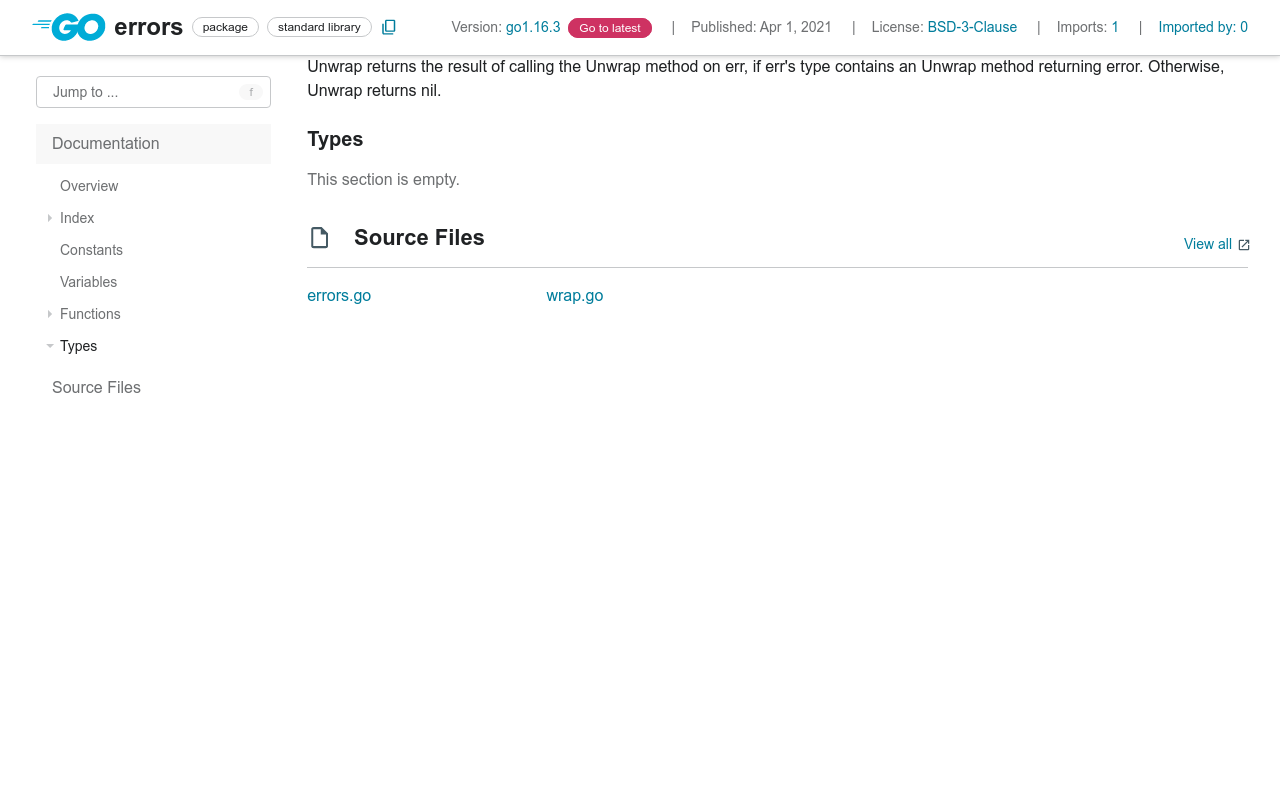 GO errors package standard library Version: go1.16.3 Go to latest | Published: Apr 1, 2021 | License: BSD-3-Clause | Imports: 1 | Imported by: 0
Jump to ... f
Documentation
Overview
Index
Constants
Variables
Functions
Types
Source Files
Unwrap returns the result of calling the Unwrap method on err, if err's type contains an Unwrap method returning error. Otherwise,
Unwrap returns nil.
Types
This section is empty.
Source Files
View all
errors.go wrap.go